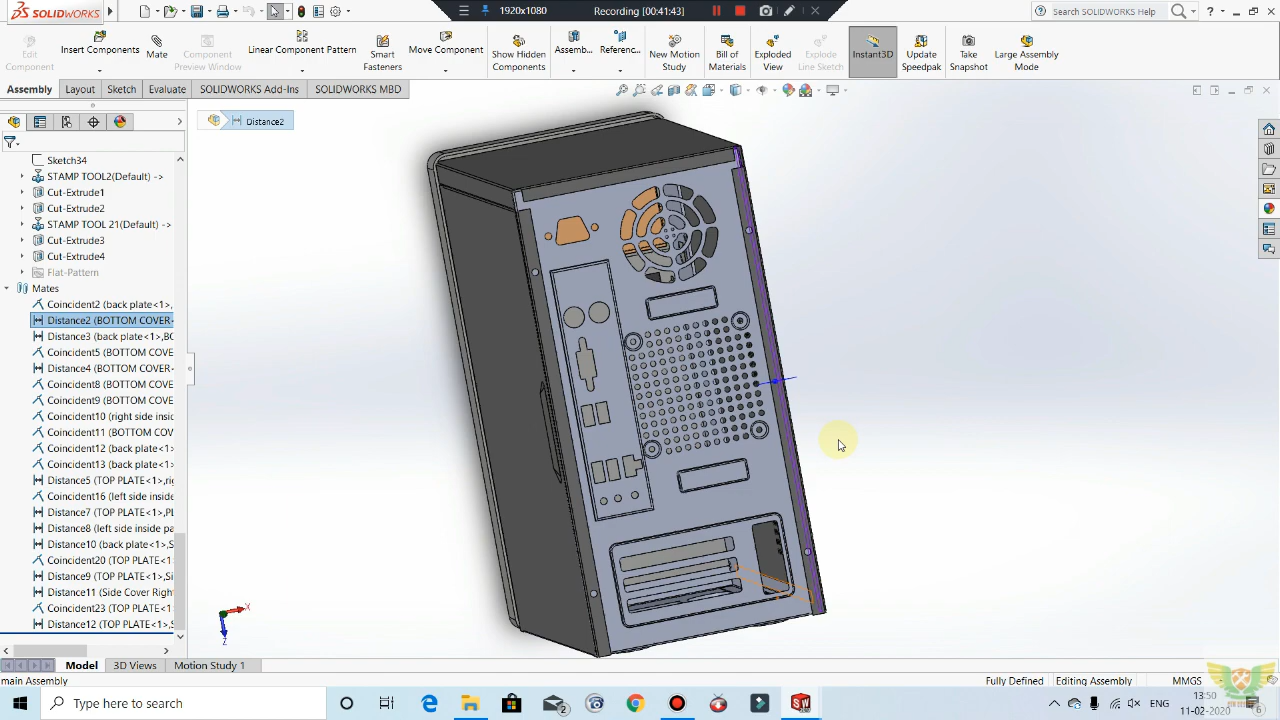 SOLIDWORKS
1920x1080
Recording [00:41:43]
Search SOLIDWORKS Help
Edit Component
Insert Components
Mate
Component Preview Window
Linear Component Pattern
Smart Fasteners
Move Component
Show Hidden Components
Assemb...
Referenc...
New Motion Study
Bill of Materials
Exploded View
Explode Line Sketch
Instant3D
Update Speedpak
Take Snapshot
Large Assembly Mode
Assembly
Layout
Sketch
Evaluate
SOLIDWORKS Add-Ins
SOLIDWORKS MBD
Distance2
Sketch34
STAMP TOOL2(Default) ->
Cut-Extrude1
Cut-Extrude2
STAMP TOOL 21(Default) ->
Cut-Extrude3
Cut-Extrude4
Flat-Pattern
Mates
Coincident2 (back plate<1>,
Distance2 (BOTTOM COVER
Distance3 (back plate<1>,BO
Coincident5 (BOTTOM COVE
Distance4 (BOTTOM COVER
Coincident8 (BOTTOM COVE
Coincident9 (BOTTOM COVE
Coincident10 (right side insid
Coincident11 (BOTTOM COV
Coincident12 (back plate<1>
Coincident13 (back plate<1>
Distance5 (TOP PLATE<1>,rig
Coincident16 (left side inside
Distance7 (TOP PLATE<1>,
Distance8 (left side inside pa
Distance10 (back plate<1>,S
Coincident20 (TOP PLATE<1
Distance9 (TOP PLATE<1>,Si
Distance11 (Side Cover Right
Coincident23 (TOP PLATE<1
Distance12 (TOP PLATE<1>,S
X
Z
Model
3D Views
Motion Study 1
main Assembly
Fully Defined
Editing Assembly
MMGS
Type here to search
2
ENG
13:50
11-02-2020
6